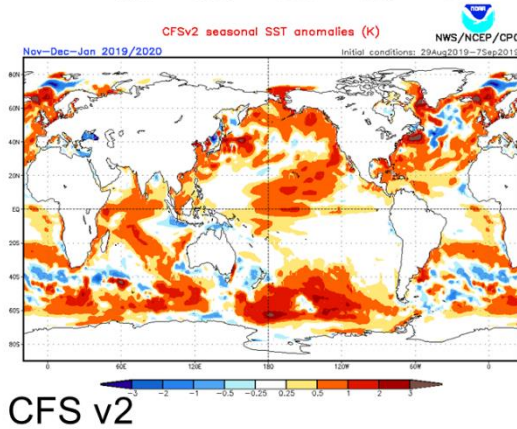 CFSv2 seasonal SST anomalies (K)
NOAA
NWS/NCEP/CPC
Nov-Dec-Jan 2019/2020
Initial conditions: 29Aug2019-7Sep2019
80N
60N
40N
20N
EQ
20S
40S
60S
80S
0 60E 120E 180 120W 60W 0
-3 -2 -1 -0.5 -0.25 0.25 0.5 1 2 3
CFS v2